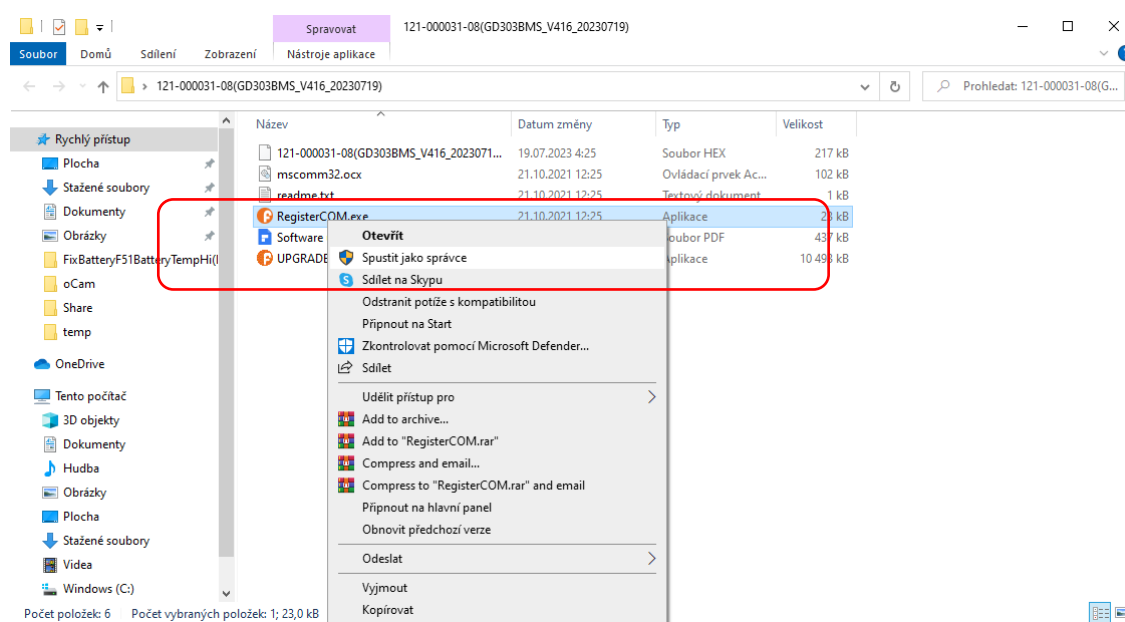 Spravovat 121-000031-08(GD303BMS_V416_20230719)
Soubor Domů Sdílení Zobrazení Nástroje aplikace
121-000031-08(GD303BMS_V416_20230719) Prohledat: 121-000031-08(G...
Název Datum změny Typ Velikost
Rychlý přístup
Plocha
Stažené soubory
Dokumenty
Obrázky
FixBatteryF51BatteryTempHi(
oCam
Share
temp
OneDrive
Tento počítač
3D objekty
Dokumenty
Hudba
Obrázky
Plocha
Stažené soubory
Videa
Windows (C:)
121-000031-08(GD303BMS_V416_2023071... 19.07.2023 4:25 Soubor HEX 217 kB
mscomm32.ocx 21.10.2021 12:25 Ovládací prvek Ac... 102 kB
readme.txt 21.10.2021 12:25 Textový dokument 1 kB
RegisterCOM.exe 21.10.2021 12:25 Aplikace 23 kB
Software Soubor PDF 437 kB
UPGRADE Aplikace 10 493 kB
Otevřít
Spustit jako správce
Sdílet na Skypu
Odstranit potíže s kompatibilitou
Připnout na Start
Zkontrolovat pomocí Microsoft Defender...
Sdílet
Udělit přístup pro
Add to archive...
Add to "RegisterCOM.rar"
Compress and email...
Compress to "RegisterCOM.rar" and email
Připnout na hlavní panel
Obnovit předchozí verze
Odeslat
Vyjmout
Kopírovat
Počet položek: 6 Počet vybraných položek: 1; 23,0 kB